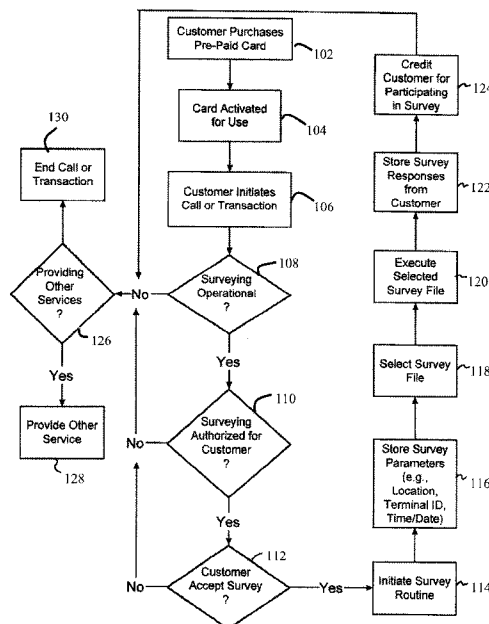 Customer Purchases
Pre-Paid Card
102
Card Activated
for Use
104
Customer Initiates
Call or Transaction
106
Surveying
Operational
?
108
No
Yes
Surveying
Authorized for
Customer
?
110
No
Yes
Customer
Accept Survey
?
112
No
Yes
Initiate Survey
Routine
114
Store Survey
Parameters
(e.g.,
Location,
Terminal ID,
Time/Date)
116
Select Survey
File
118
Execute
Selected
Survey File
120
Store Survey
Responses
from
Customer
122
Credit
Customer for
Participating
in Survey
124
Providing
Other
Services
?
126
Yes
Provide Other
Service
128
End Call or
Transaction
130